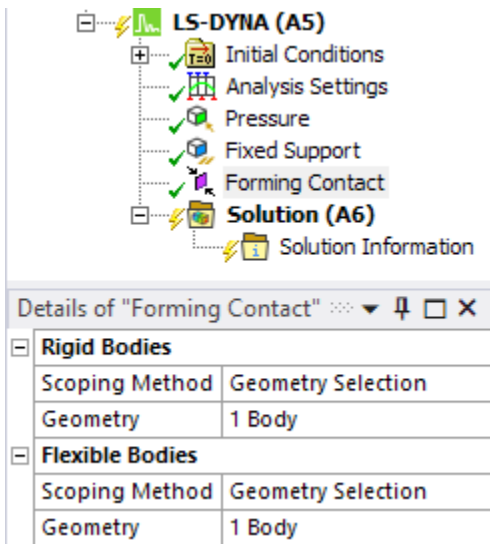 LS-DYNA (A5)
T=0 Initial Conditions
Analysis Settings
Pressure
Fixed Support
Forming Contact
Solution (A6)
i Solution Information
Details of "Forming Contact"
Rigid Bodies
Scoping Method Geometry Selection
Geometry 1 Body
Flexible Bodies
Scoping Method Geometry Selection
Geometry 1 Body